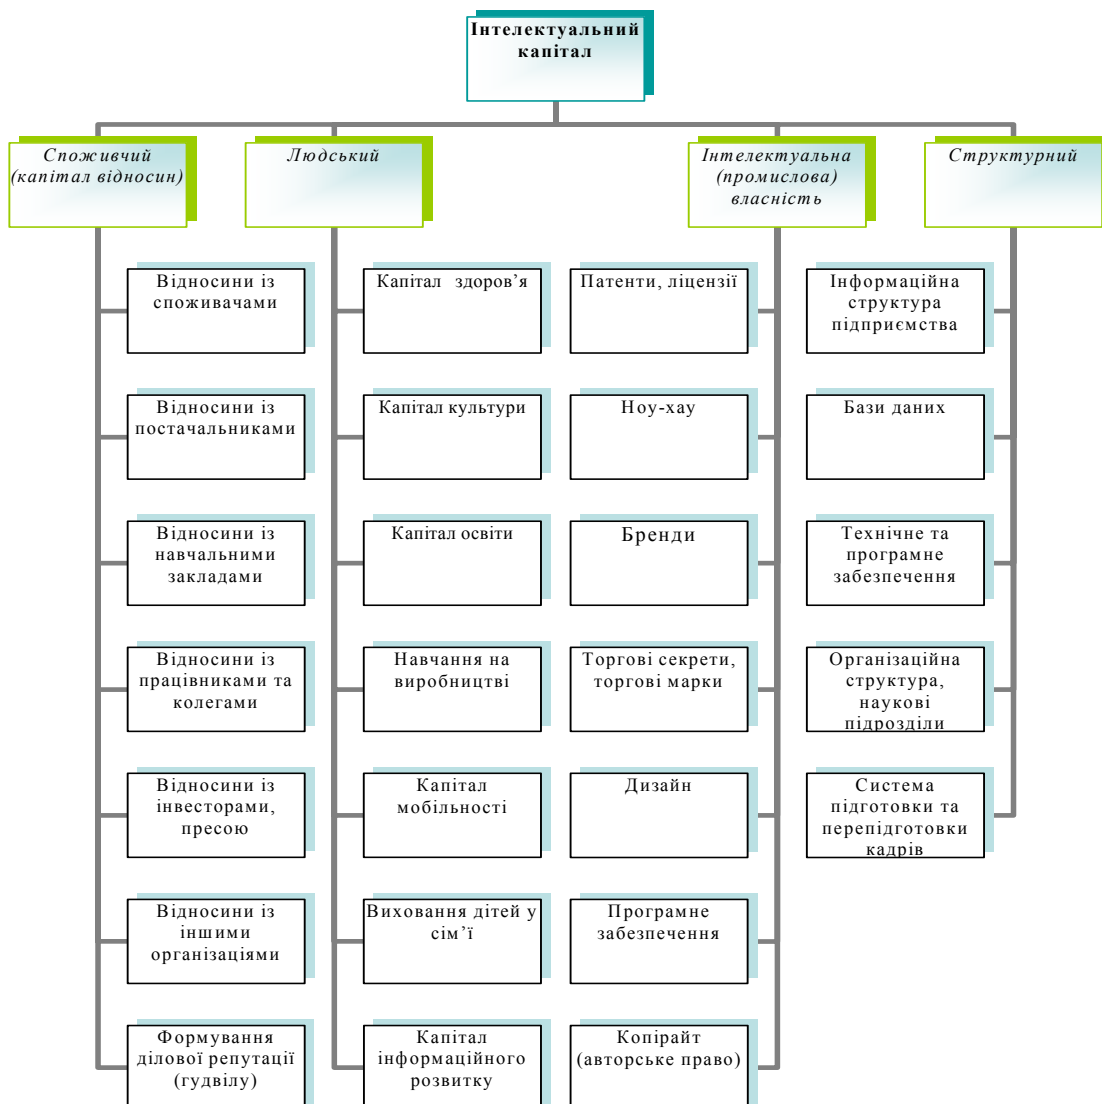 Інтелектуальний
капітал
Споживчий
(капітал відносин)
Людський
Інтелектуальна
(промислова)
власність
Структурний
Відносини із
споживачами
Капітал здоров’я
Патенти, ліцензії
Інформаційна
структура
підприємства
Відносини із
постачальниками
Капітал культури
Ноу-хау
Бази даних
Відносини із
навчальними
закладами
Капітал освіти
Бренди
Технічне та
програмне
забезпечення
Відносини із
працівниками та
колегами
Навчання на
виробництві
Торгові секрети,
торгові марки
Організаційна
структура,
наукові
підрозділи
Відносини із
інвесторами,
пресою
Капітал
мобільності
Дизайн
Система
підготовки та
перепідготовки
кадрів
Відносини із
іншими
організаціями
Виховання дітей у
сім’ї
Програмне
забезпечення
Формування
ділової репутації
(гудвілу)
Капітал
інформаційного
розвитку
Копірайт
(авторське право)